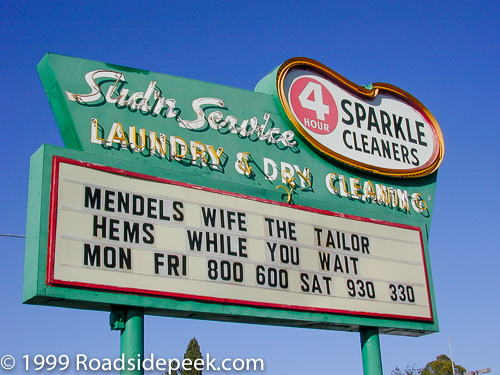 Sud'n Service
LAUNDRY & DRY CLEANING
4
HOUR
SPARKLE
CLEANERS
MENDELS WIFE THE TAILOR
HEMS WHILE YOU WAIT
MON FRI 800 600 SAT 930 330
© 1999 Roadsidepeek.com